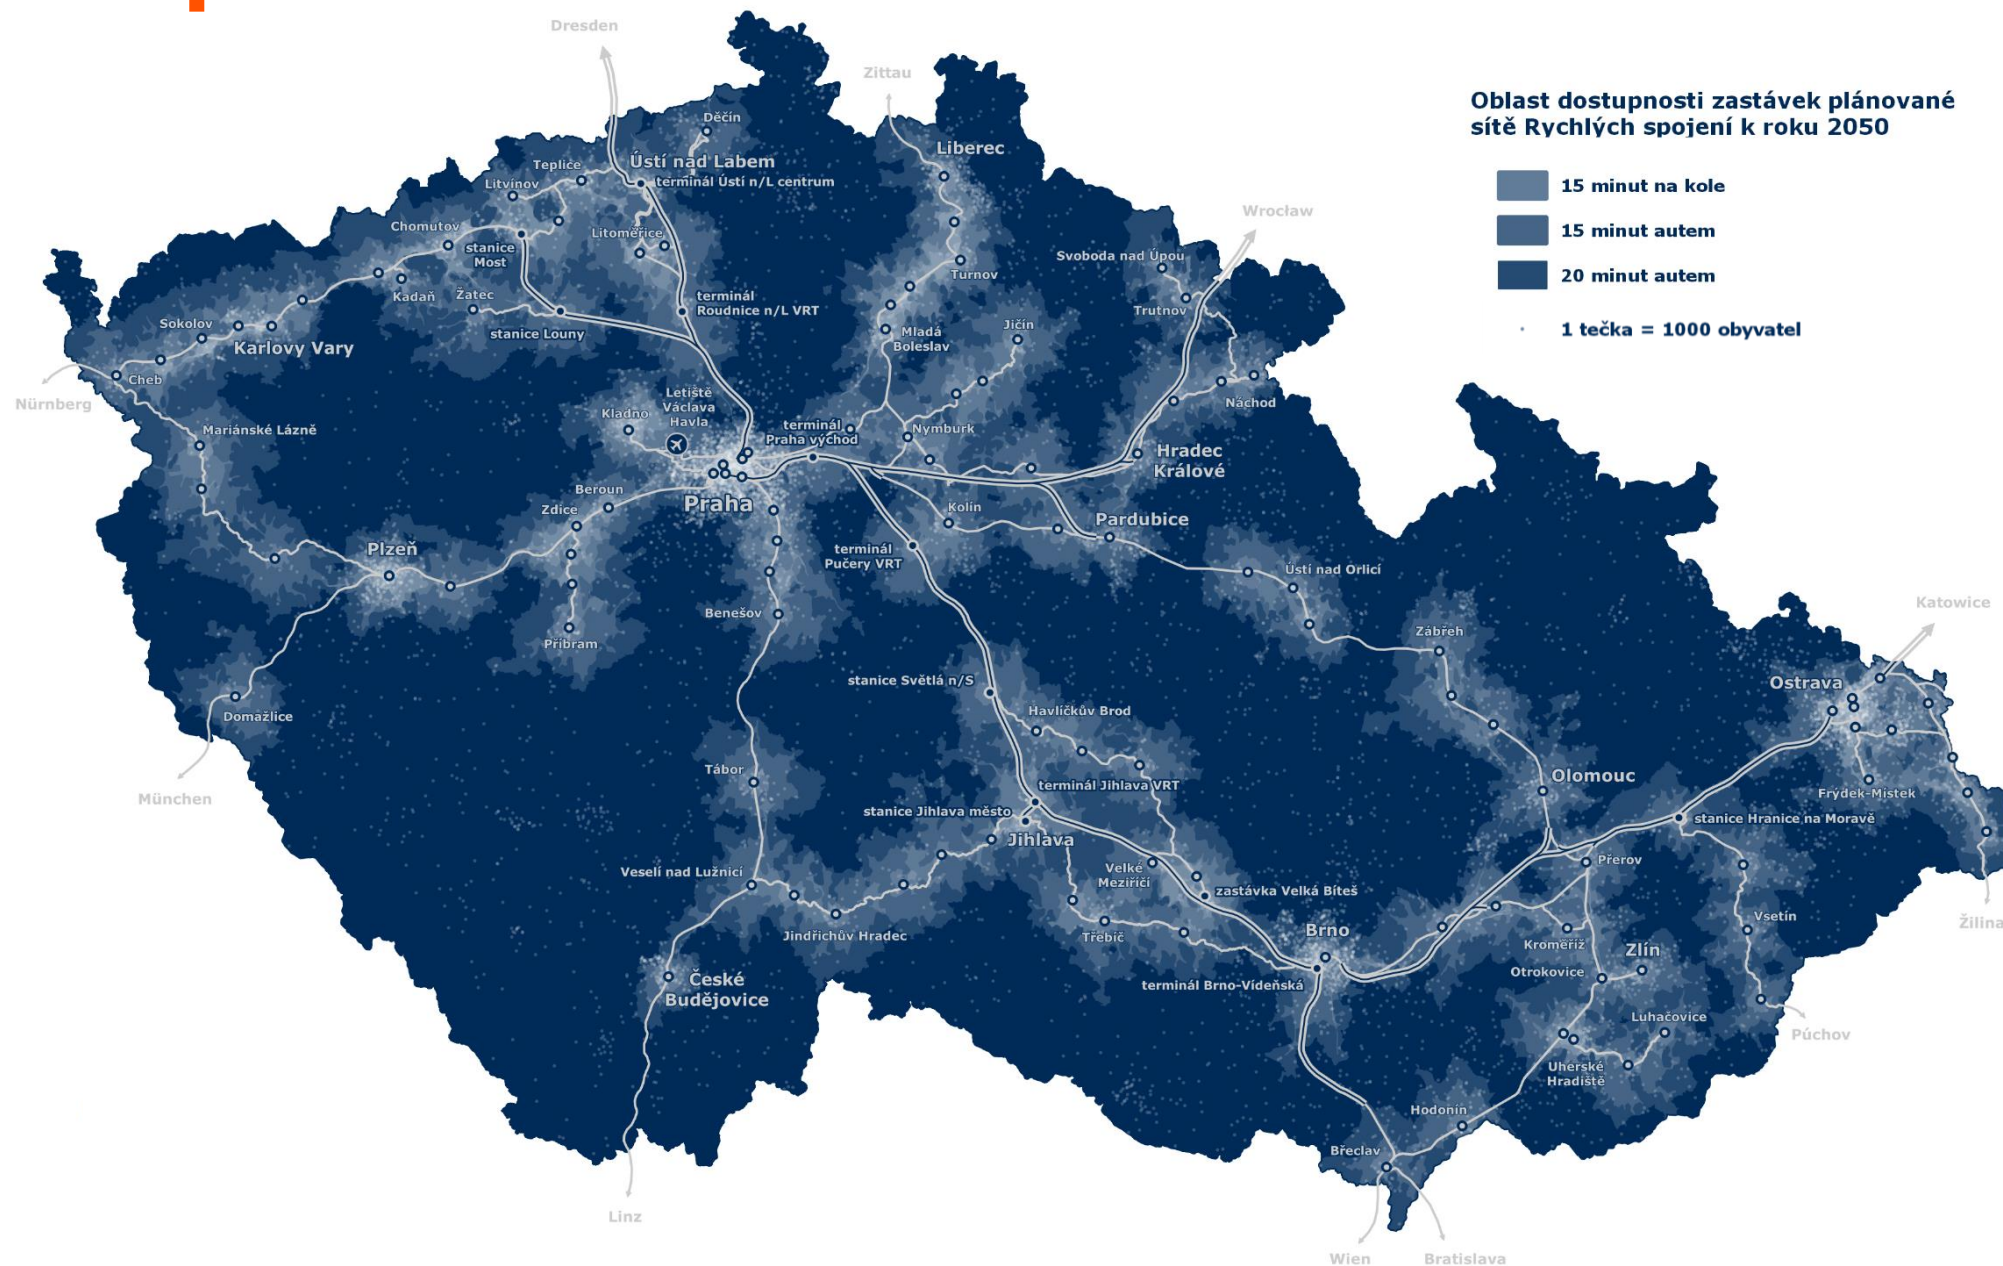 Dresden
Zittau
Oblast dostupnosti zastávek plánované
sítě Rychlých spojení k roku 2050
15 minut na kole
15 minut autem
20 minut autem
1 tečka = 1000 obyvatel
Děčín
Liberec
Teplice
Ústí nad Labem
terminál Ústí n/L centrum
Litvínov
Wrocław
Chomutov
Litoměřice
stanice
Most
Svoboda nad Úpou
Turnov
Kadaň
Žatec
terminál
Roudnice n/L VRT
Trutnov
Sokolov
stanice Louny
Mladá
Boleslav
Jičín
Karlovy Vary
Cheb
Nürnberg
Letiště
Václava
Havla
Kladno
Náchod
Mariánské Lázně
terminál
Praha východ
Nymburk
Hradec
Králové
Beroun
Praha
Zdice
Kolín
Pardubice
Plzeň
terminál
Pučery VRT
Ústí nad Orlicí
Katowice
Benešov
Zábřeh
Příbram
stanice Světlá n/S
Ostrava
Havlíčkův Brod
Domažlice
Tábor
Olomouc
terminál Jihlava VRT
München
Frýdek-Místek
stanice Jihlava město
stanice Hranice na Moravě
Jihlava
Přerov
Veselí nad Lužnicí
Velké
Meziříčí
zastávka Velká Bíteš
Vsetín
Žilina
Jindřichův Hradec
Třebíč
Brno
Kroměříž
Zlín
Otrokovice
České
Budějovice
terminál Brno-Vídeňská
Luhačovice
Púchov
Uherské
Hradiště
Hodonín
Břeclav
Linz
Wien
Bratislava